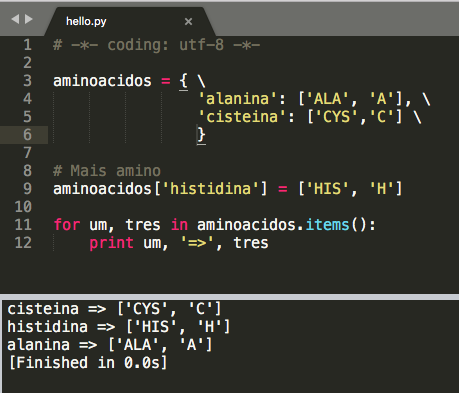 hello.py
1 # -*- coding: utf-8 -*-
2
3 aminoacidos = { \
4 'alanina': ['ALA', 'A'], \
5 'cisteina': ['CYS','C'] \
6 }
7
8 # Mais amino
9 aminoacidos['histidina'] = ['HIS', 'H']
10
11 for um, tres in aminoacidos.items():
12 print um, '=>', tres
cisteina => ['CYS', 'C']
histidina => ['HIS', 'H']
alanina => ['ALA', 'A']
[Finished in 0.0s]